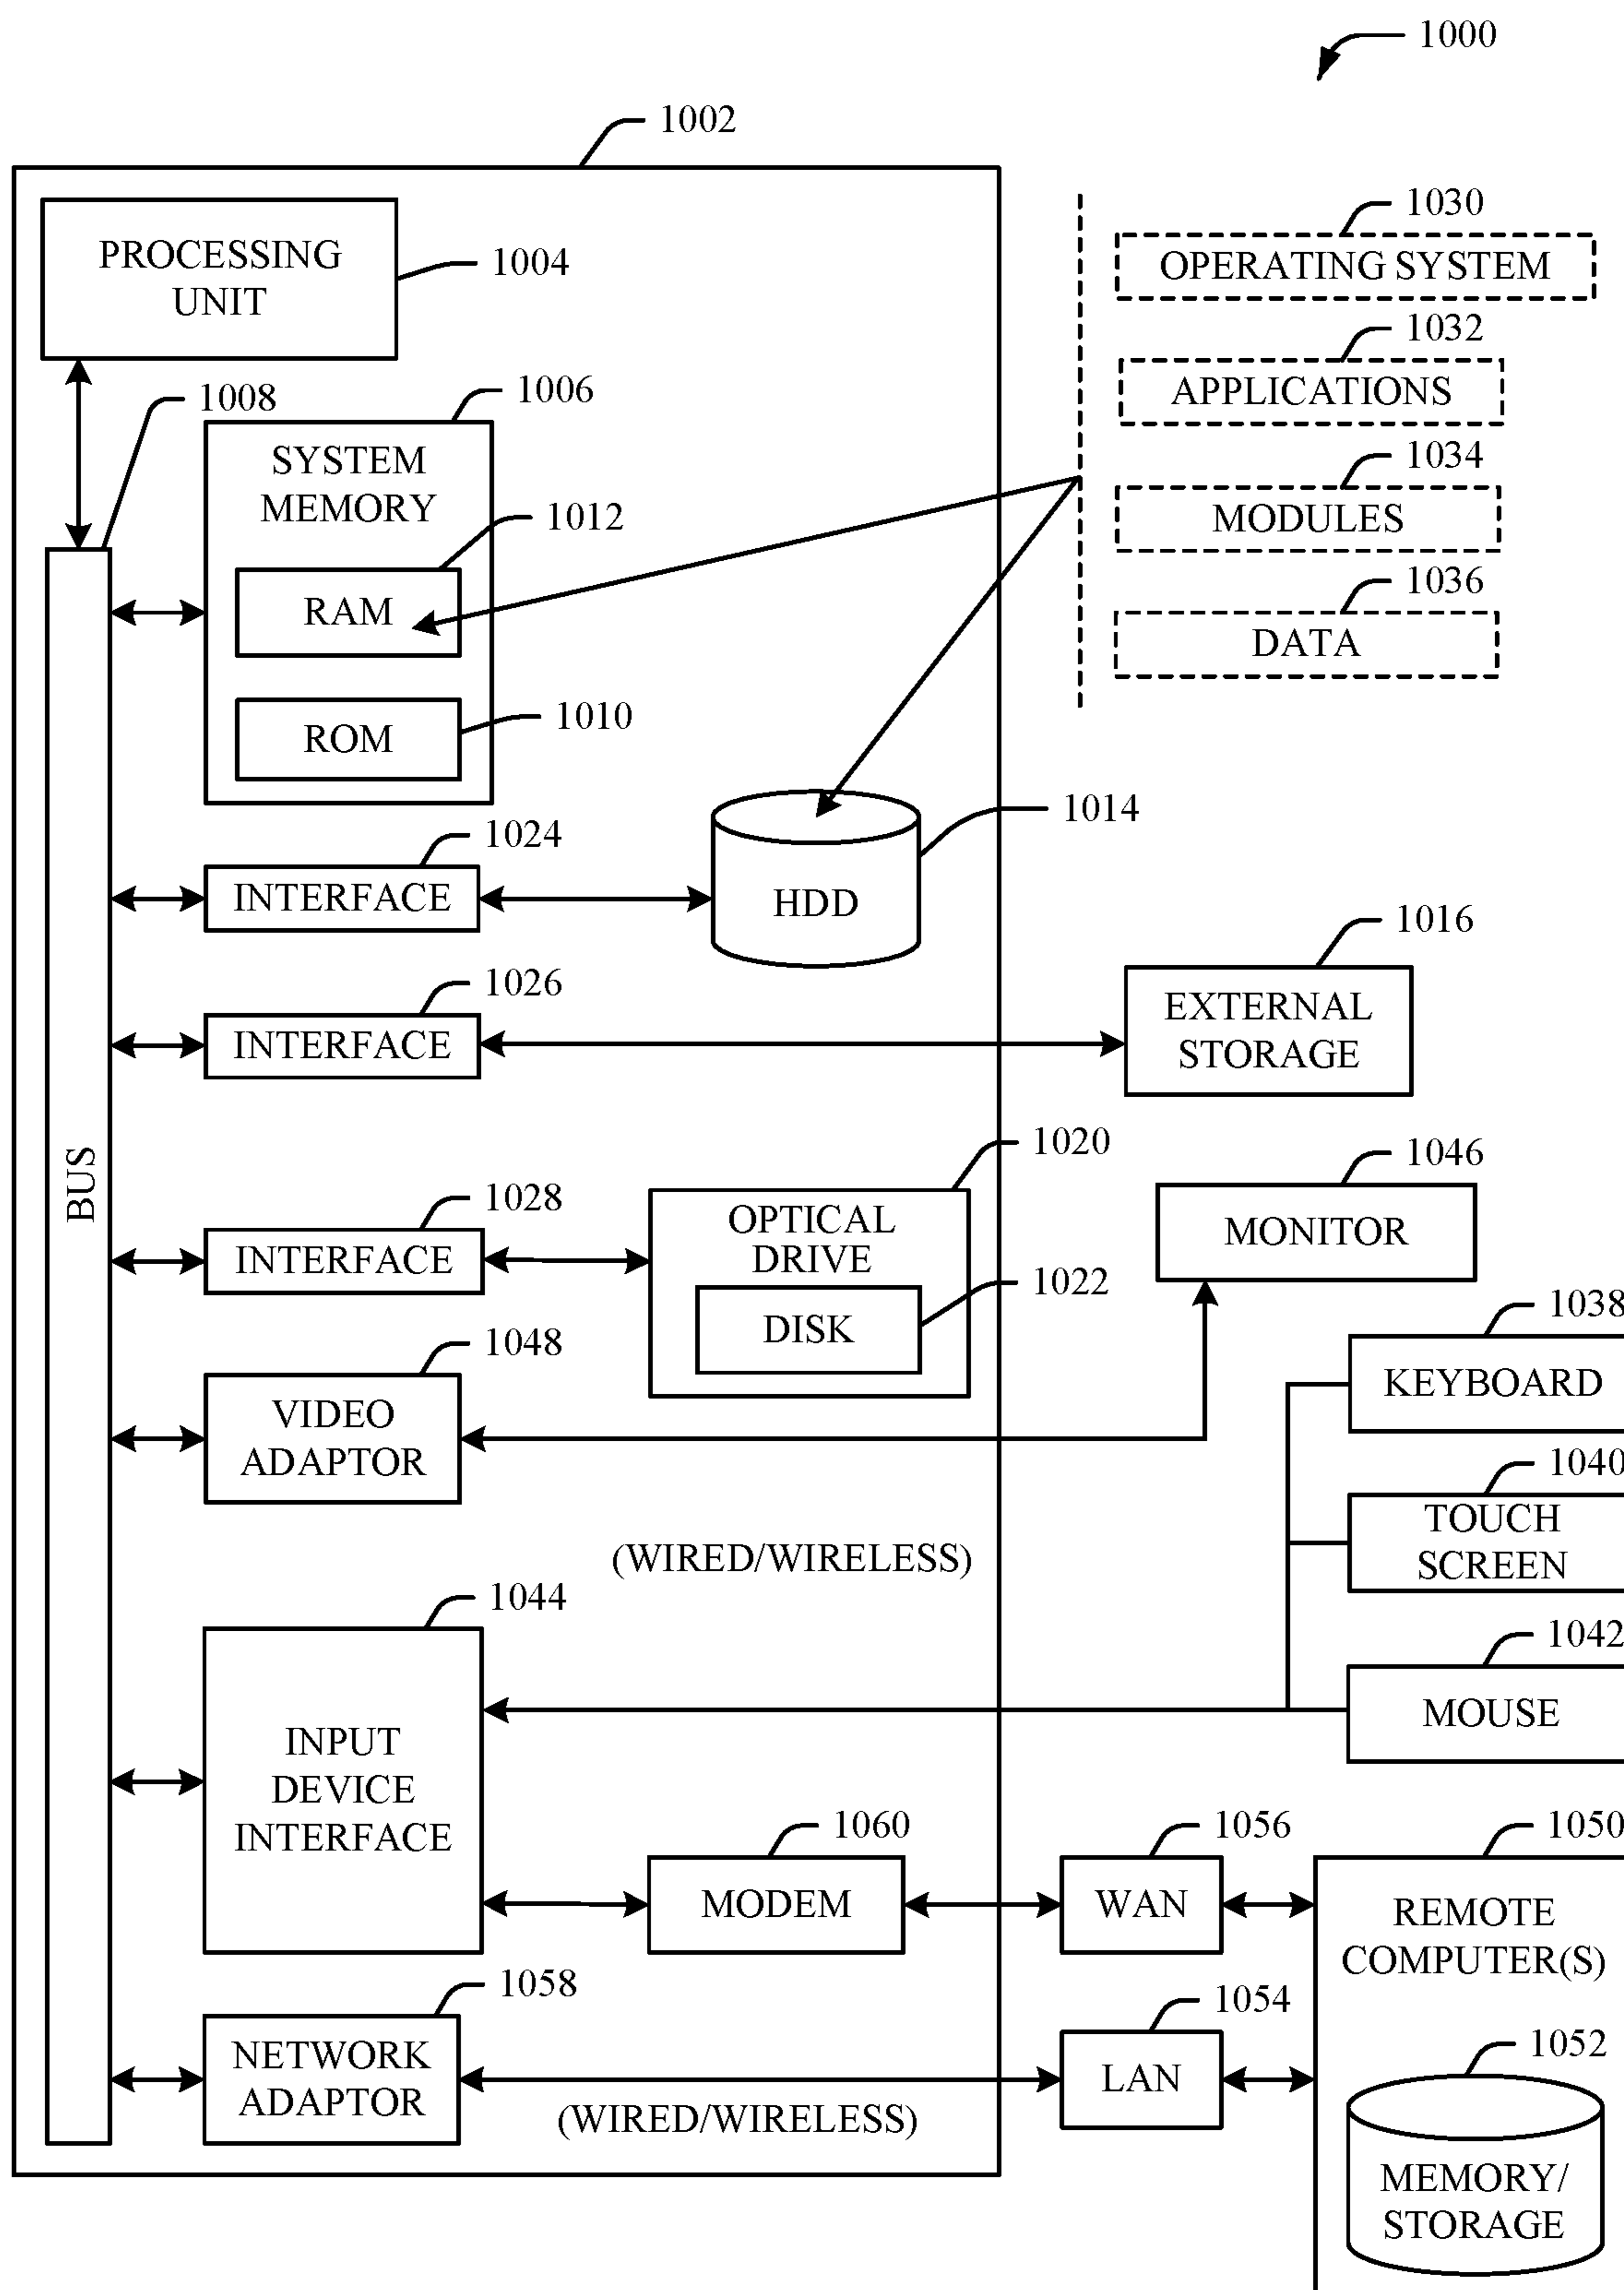 1000
1002
PROCESSING
UNIT
1004
1030
OPERATING SYSTEM
1032
APPLICATIONS
1034
MODULES
1036
DATA
1008
1006
SYSTEM
MEMORY
1012
RAM
1010
ROM
1024
INTERFACE
1014
HDD
1026
INTERFACE
1016
EXTERNAL
STORAGE
BUS
1028
INTERFACE
1020
OPTICAL
DRIVE
1022
DISK
1046
MONITOR
1048
VIDEO
ADAPTOR
1038
KEYBOARD
1040
TOUCH
SCREEN
(WIRED/WIRELESS)
1044
INPUT
DEVICE
INTERFACE
1042
MOUSE
1060
MODEM
1056
WAN
1050
REMOTE
COMPUTER(S)
1058
NETWORK
ADAPTOR
(WIRED/WIRELESS)
1054
LAN
1052
MEMORY/
STORAGE